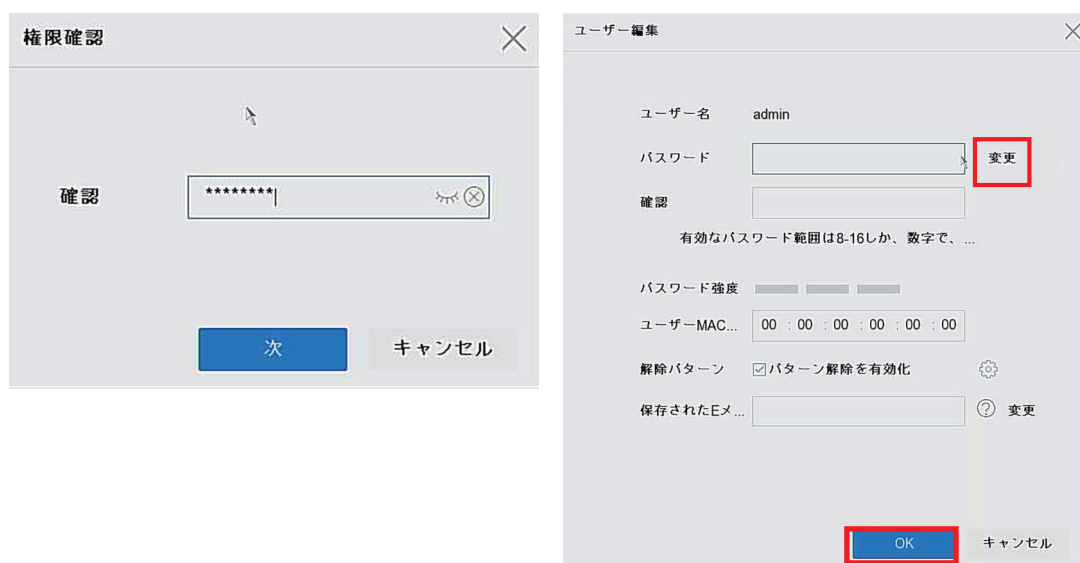 権限確認
確認
********
次
キャンセル
ユーザー編集
ユーザー名 admin
パスワード 変更
確認
有効なパスワード範囲は8-16しか、数字で、...
パスワード強度
ユーザーMAC... 00 : 00 : 00 : 00 : 00 : 00
解除パターン パターン解除を有効化
保存されたEメ... ? 変更
OK キャンセル